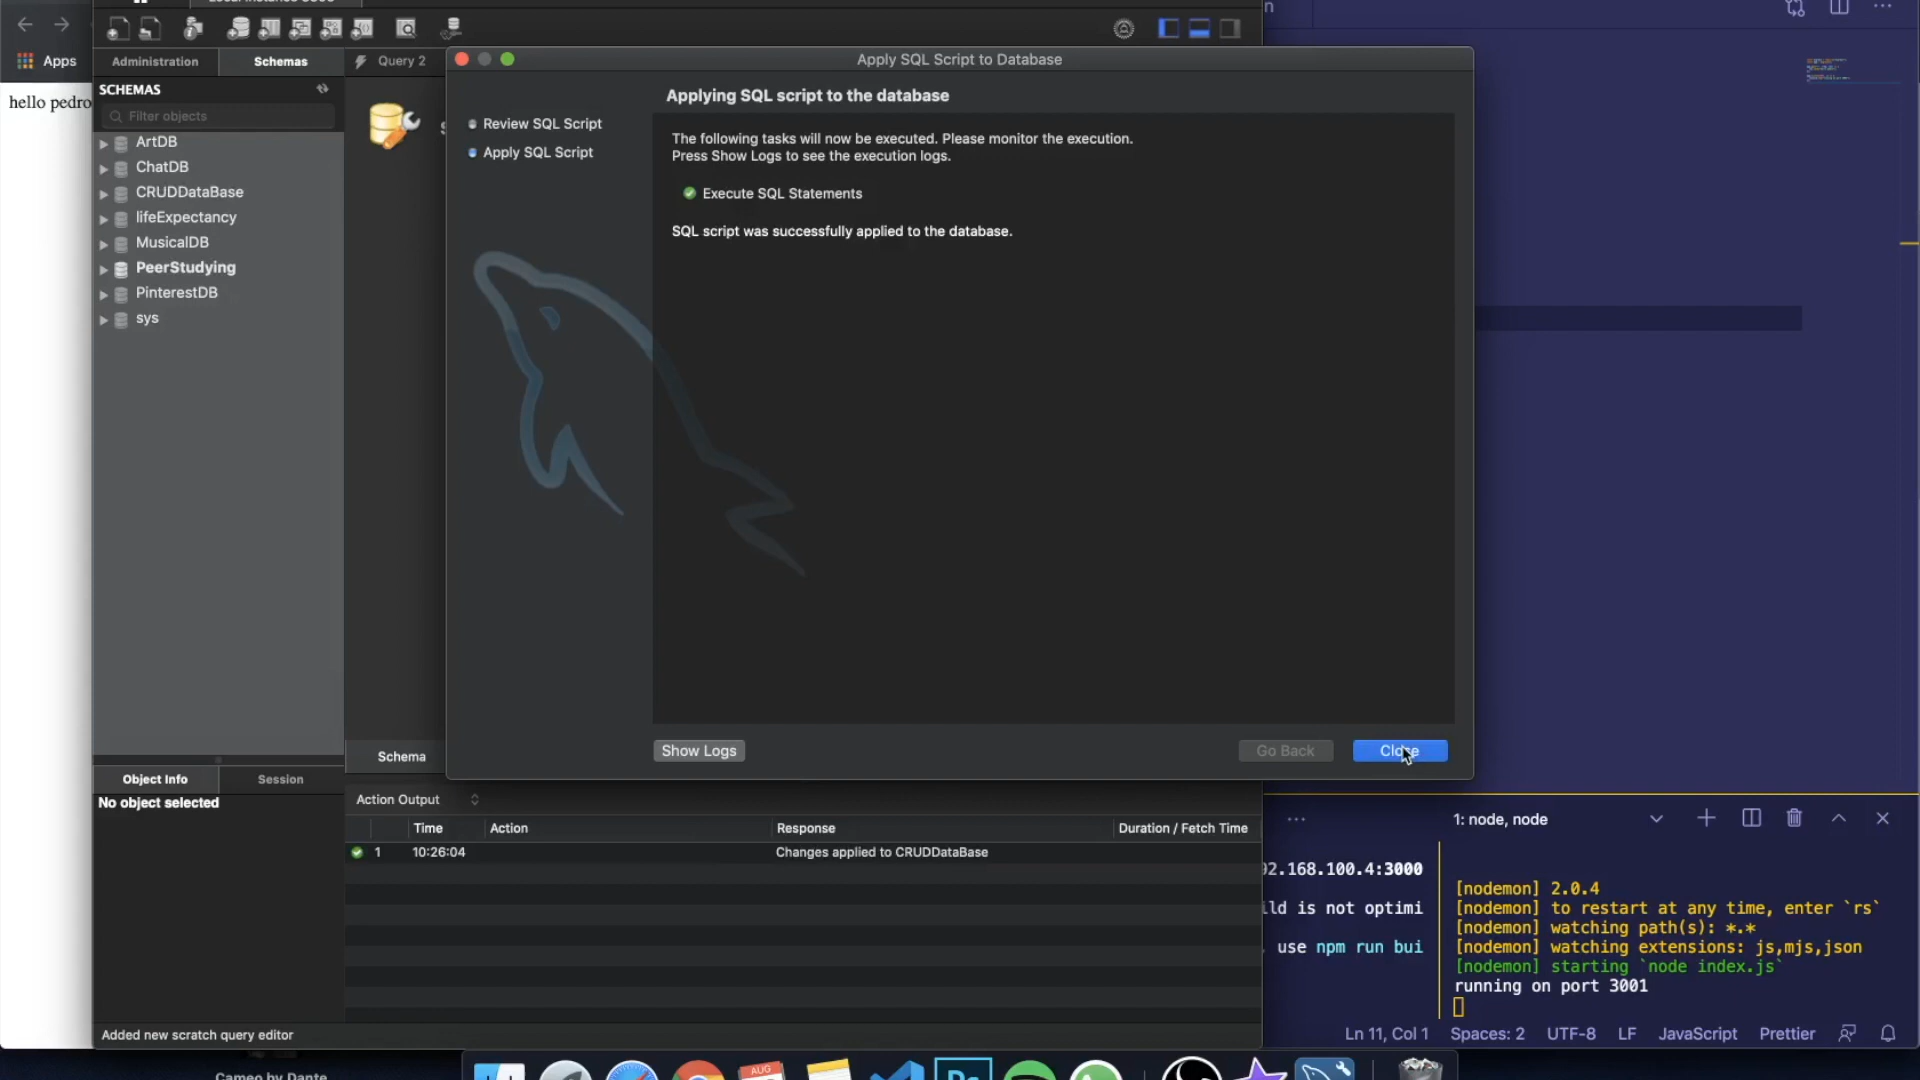 Apps
hello pedro
Administration
Schemas
SCHEMAS
Filter objects
ArtDB
ChatDB
CRUDDataBase
lifeExpectancy
MusicalDB
PeerStudying
PinterestDB
sys
Object Info
Session
No object selected
Added new scratch query editor
Query 2
Schema
Apply SQL Script to Database
Review SQL Script
Apply SQL Script
Applying SQL script to the database
The following tasks will now be executed. Please monitor the execution.
Press Show Logs to see the execution logs.
Execute SQL Statements
SQL script was successfully applied to the database.
Show Logs
Go Back
Close
Action Output
Time Action Response Duration / Fetch Time
1 10:26:04 Changes applied to CRUDDataBase
1: node, node
92.168.100.4:3000
ild is not optimi
use npm run bui
[nodemon] 2.0.4
[nodemon] to restart at any time, enter `rs`
[nodemon] watching path(s): *.*
[nodemon] watching extensions: js,mjs,json
[nodemon] starting `node index.js`
running on port 3001
Ln 11, Col 1 Spaces: 2 UTF-8 LF JavaScript Prettier
Cameo by Dante
AUG
Ps